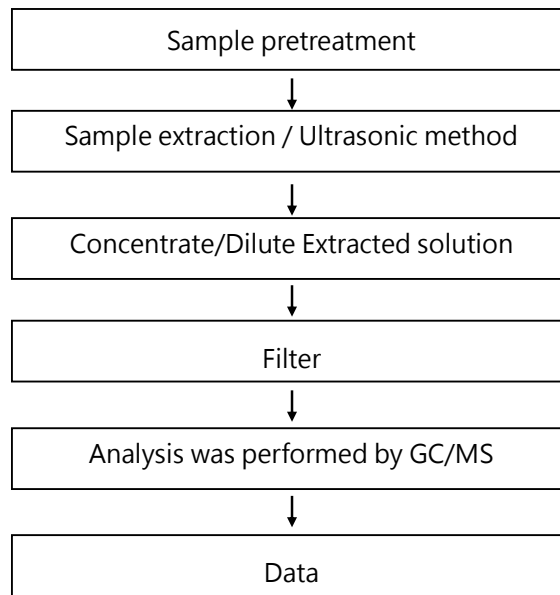 Sample pretreatment
Sample extraction / Ultrasonic method
Concentrate/Dilute Extracted solution
Filter
Analysis was performed by GC/MS
Data